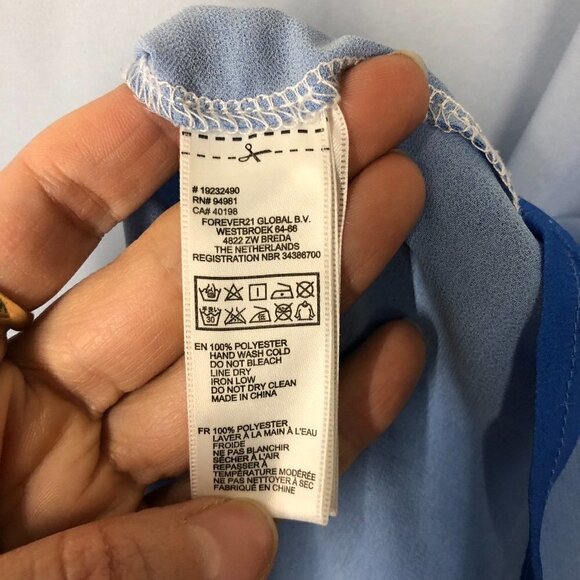 # 19232490
RN# 94981
CA# 40198
FOREVER21 GLOBAL B.V.
WESTBROEK 64-66
4822 ZW BREDA
THE NETHERLANDS
REGISTRATION NBR 34386700
30
EN 100% POLYESTER
HAND WASH COLD
DO NOT BLEACH
LINE DRY
IRON LOW
DO NOT DRY CLEAN
MADE IN CHINA
FR 100% POLYESTER
LAVER À LA MAIN À L'EAU
FROIDE
NE PAS BLANCHIR
SÉCHER À L'AIR
REPASSER À
TEMPÉRATURE MODÉRÉE
NE PAS NETTOYER À SEC
FABRIQUÉ EN CHINE